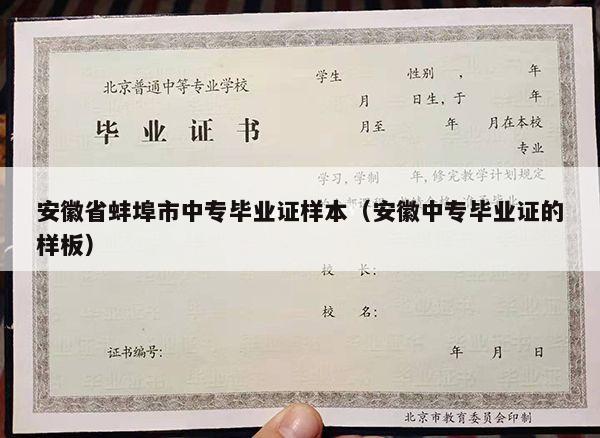 北京普通中等专业学校
毕业证书
学生 性别 , 年
月 日生,于 年
月至 年 月在本校
专业
学习,学制 年,修完教学计划规定
安徽省蚌埠市中专毕业证样本（安徽中专毕业证的
样板）
校 长:
校 名:
证书编号:
年 月 日
北京市教育委员会印制